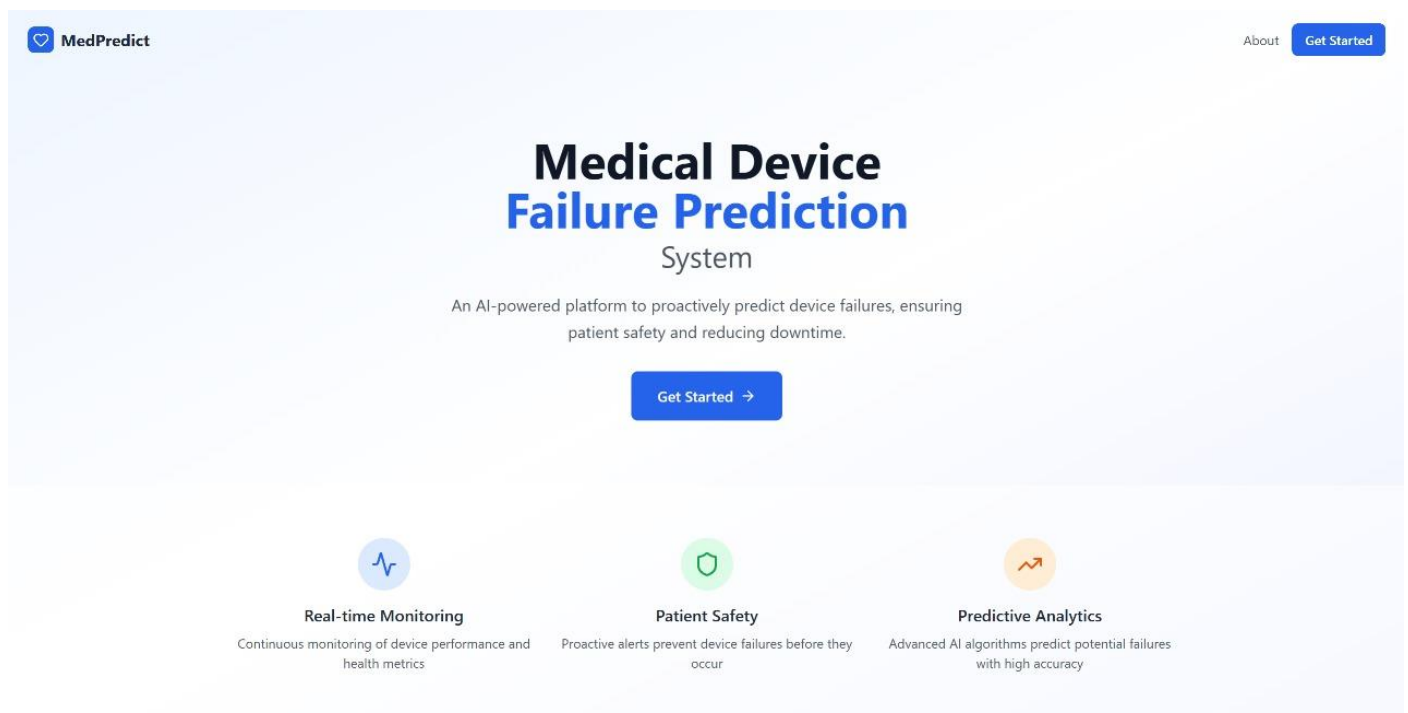 MedPredict
About
Get Started
Medical Device
Failure Prediction
System
An AI-powered platform to proactively predict device failures, ensuring
patient safety and reducing downtime.
Get Started →
Real-time Monitoring
Continuous monitoring of device performance and
health metrics
Patient Safety
Proactive alerts prevent device failures before they
occur
Predictive Analytics
Advanced AI algorithms predict potential failures
with high accuracy